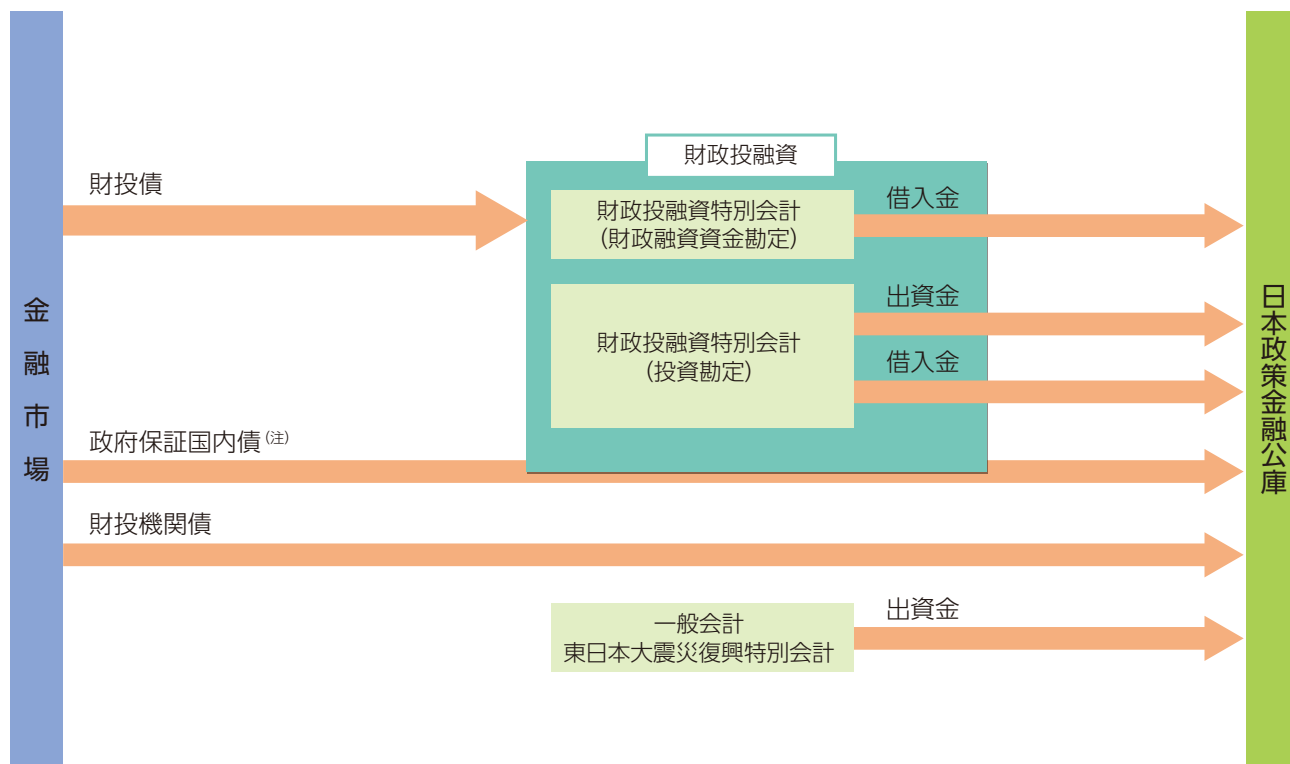 金融市場
財投債
財政投融資
財政投融資特別会計
（財政融資資金勘定）
借入金
財政投融資特別会計
（投資勘定）
出資金
借入金
政府保証国内債(注)
財投機関債
一般会計
東日本大震災復興特別会計
出資金
日本政策金融公庫